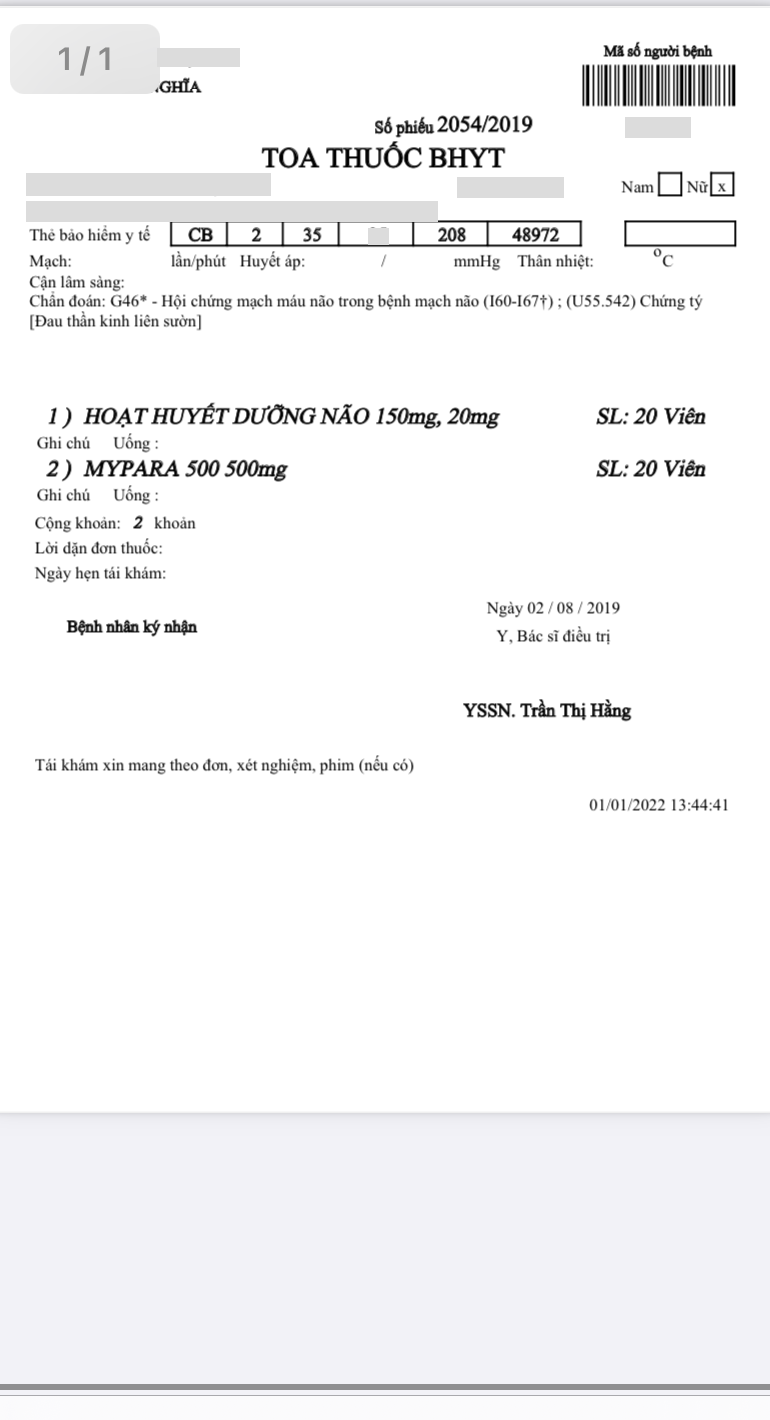 1/1
Mã số người bệnh
GHĨA
Số phiếu 2054/2019
TOA THUỐC BHYT
Nam Nữ x
Thẻ bảo hiểm y tế CB 2 35 208 48972
Mạch: lần/phút Huyết áp: / mmHg Thân nhiệt: ⁰C
Cận lâm sàng:
Chẩn đoán: G46* - Hội chứng mạch máu não trong bệnh mạch não (I60-I67†) ; (U55.542) Chứng tý
[Đau thần kinh liên sườn]
1 ) HOẠT HUYẾT DƯỠNG NÃO 150mg, 20mg SL: 20 Viên
Ghi chú Uống :
2 ) MYPARA 500 500mg SL: 20 Viên
Ghi chú Uống :
Cộng khoản: 2 khoản
Lời dặn đơn thuốc:
Ngày hẹn tái khám:
Ngày 02 / 08 / 2019
Bệnh nhân ký nhận
Y, Bác sĩ điều trị
YSSN. Trần Thị Hằng
Tái khám xin mang theo đơn, xét nghiệm, phim (nếu có)
01/01/2022 13:44:41